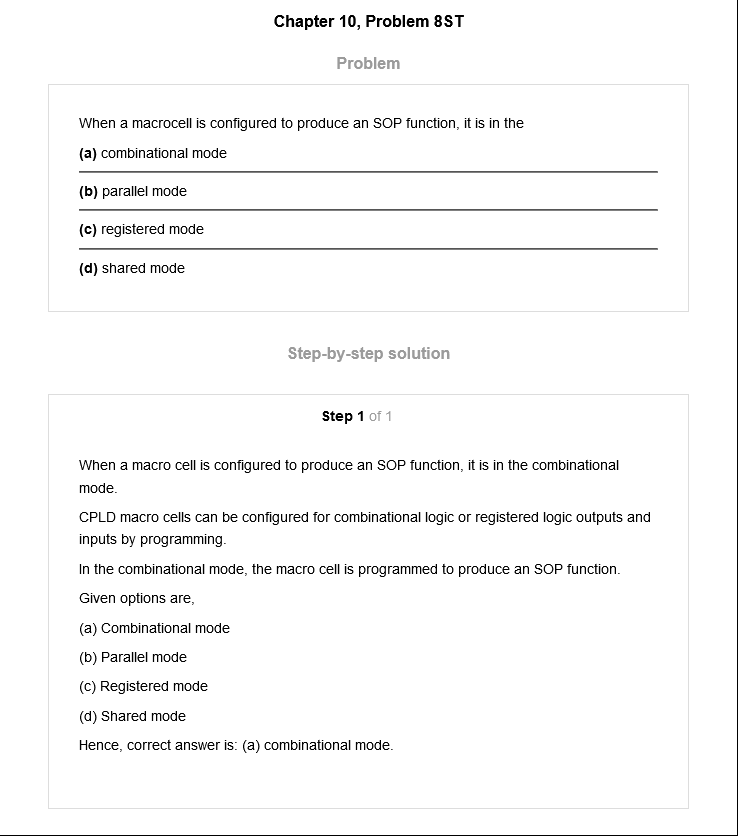 Chapter 10, Problem 8ST
Problem
When a macrocell is configured to produce an SOP function, it is in the
(a) combinational mode
(b) parallel mode
(c) registered mode
(d) shared mode
Step-by-step solution
Step 1 of 1
When a macro cell is configured to produce an SOP function, it is in the combinational
mode.
CPLD macro cells can be configured for combinational logic or registered logic outputs and
inputs by programming.
In the combinational mode, the macro cell is programmed to produce an SOP function.
Given options are,
(a) Combinational mode
(b) Parallel mode
(c) Registered mode
(d) Shared mode
Hence, correct answer is: (a) combinational mode.